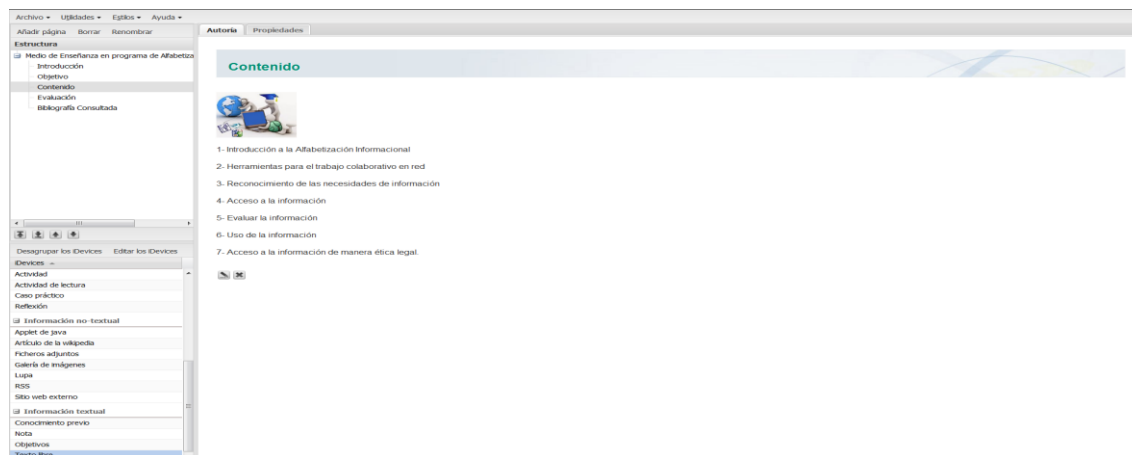 Archivo Utilidades Estilos Ayuda
Añadir página Borrar Renombrar
Autoría Propiedades
Estructura
Medio de Enseñanza en programa de Alfabetiza
Introducción
Objetivo
Contenido
Evaluación
Bibliografía Consultada
Desagrupar los iDevices Editar los iDevices
iDevices
Actividad
Actividad de lectura
Caso práctico
Reflexión
Información no-textual
Applet de java
Artículo de la wikipedia
Ficheros adjuntos
Galería de imágenes
Lupa
RSS
Sitio web externo
Información textual
Conocimiento previo
Nota
Objetivos
Texto libre
Contenido
1- Introducción a la Alfabetización Informacional
2- Herramientas para el trabajo colaborativo en red
3- Reconocimiento de las necesidades de información
4- Acceso a la información
5- Evaluar la información
6- Uso de la información
7- Acceso a la información de manera ética legal.